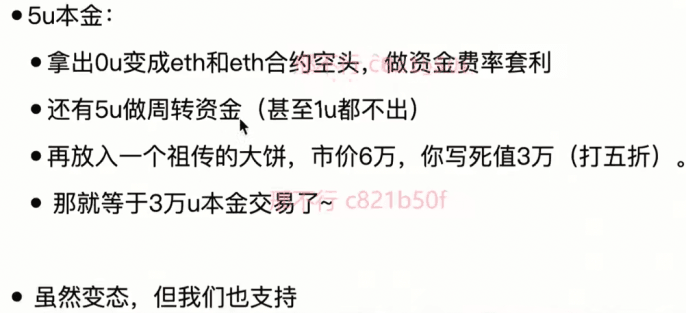 • 5u本金：
• 拿出0u变成eth和eth合约空头，做资金费率套利
• 还有5u做周转资金（甚至1u都不出）
• 再放入一个祖传的大饼，市价6万，你写死值3万（打五折）。
• 那就等于3万u本金交易了~
不行 c821b50f
• 虽然变态，但我们也支持